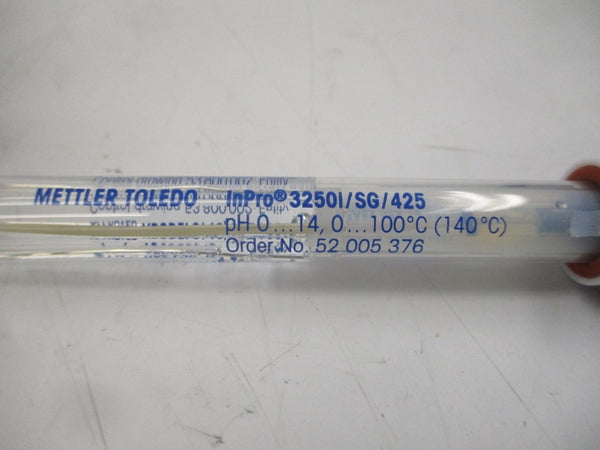 METTLER TOLEDO InPro® 3250i/SG/425
pH 0...14, 0...100°C (140°C)
Order No. 52 005 376